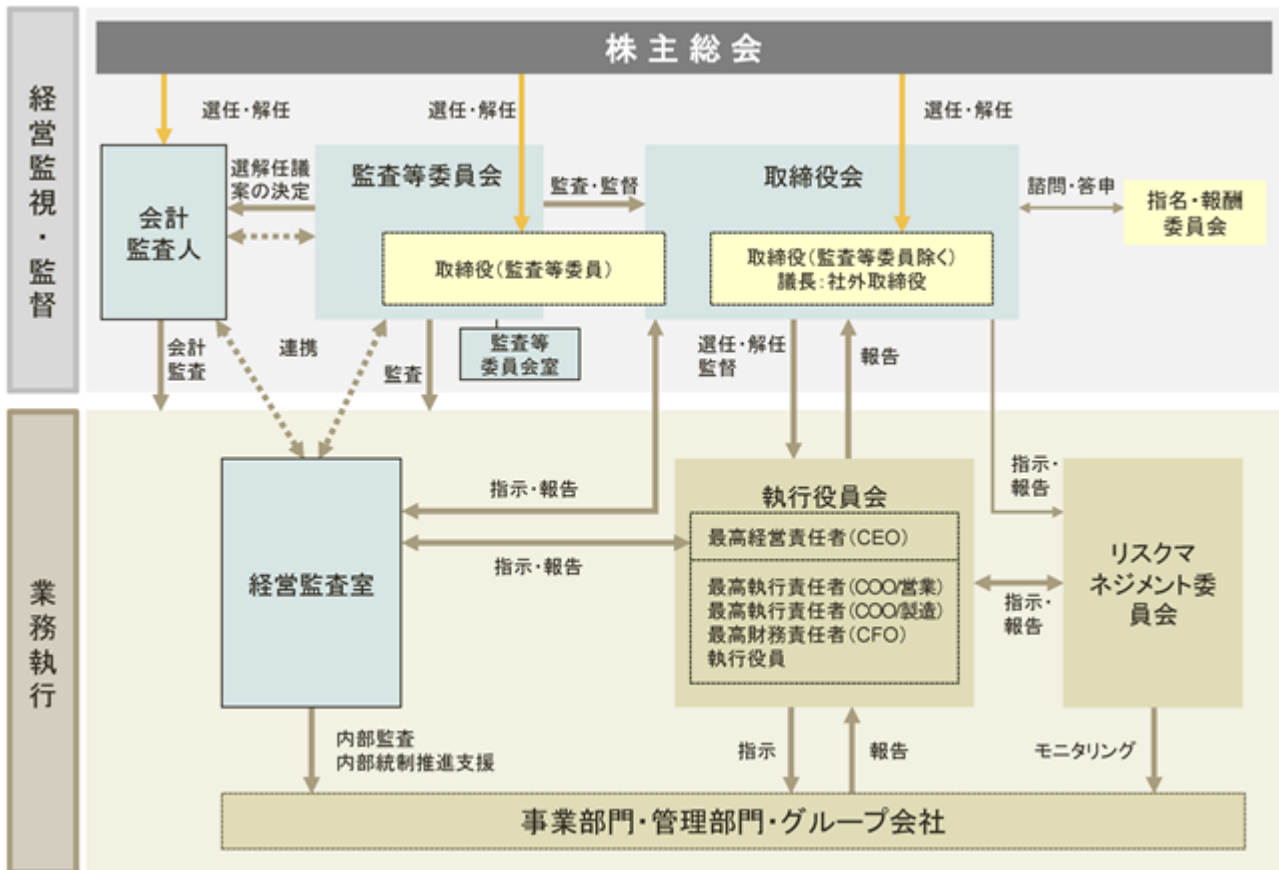 株主総会
経営監視・監督
選任・解任
選任・解任
選任・解任
会計
監査人
選解任議
案の決定
監査等委員会
監査・監督
取締役会
諮問・答申
指名・報酬
委員会
取締役（監査等委員）
取締役（監査等委員除く）
議長：社外取締役
会計
監査
連携
監査
監査等
委員会室
選任・解任
監督
報告
業務執行
経営監査室
指示・報告
指示・報告
執行役員会
最高経営責任者（CEO）
最高執行責任者（COO/営業）
最高執行責任者（COO/製造）
最高財務責任者（CFO）
執行役員
指示・
報告
指示・
報告
リスクマ
ネジメント委
員会
内部監査
内部統制推進支援
指示
報告
モニタリング
事業部門・管理部門・グループ会社